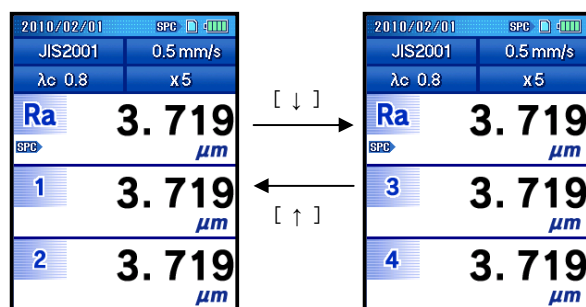 2010/02/01 SPC
JIS2001 0.5 mm/s
λc 0.8 x5
Ra 3.719
SPC µm
1 3.719
µm
2 3.719
µm
[ ↓ ]
[ ↑ ]
2010/02/01 SPC
JIS2001 0.5 mm/s
λc 0.8 x5
Ra 3.719
SPC µm
3 3.719
µm
4 3.719
µm